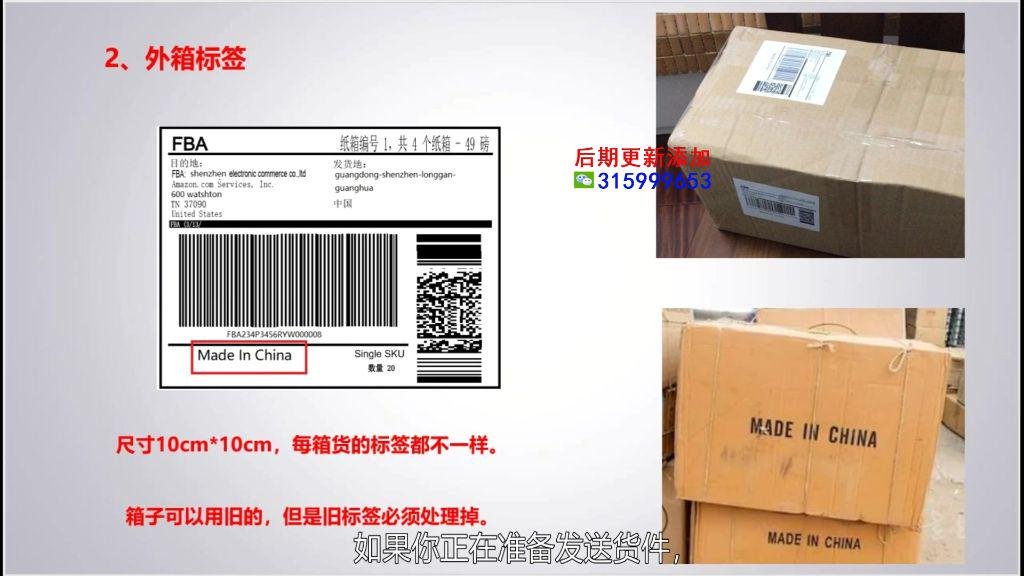 2、外箱标签
FBA
纸箱编号 1，共 4 个纸箱 - 49 磅
目的地：
FBA: shenzhen electronic commerce co.,ltd
Amazon.com Services, Inc.
600 watshton
TN 37090
United States
发货地：
guangdong-shenzhen-longgan-
guanghua
中国
FBA234P3456RYW000008
Made In China
Single SKU
数量 20
尺寸10cm*10cm，每箱货的标签都不一样。
箱子可以用旧的，但是旧标签必须处理掉。
后期更新添加
315999653
MADE IN CHINA
MADE IN CHINA
如果你正在准备发送货件，